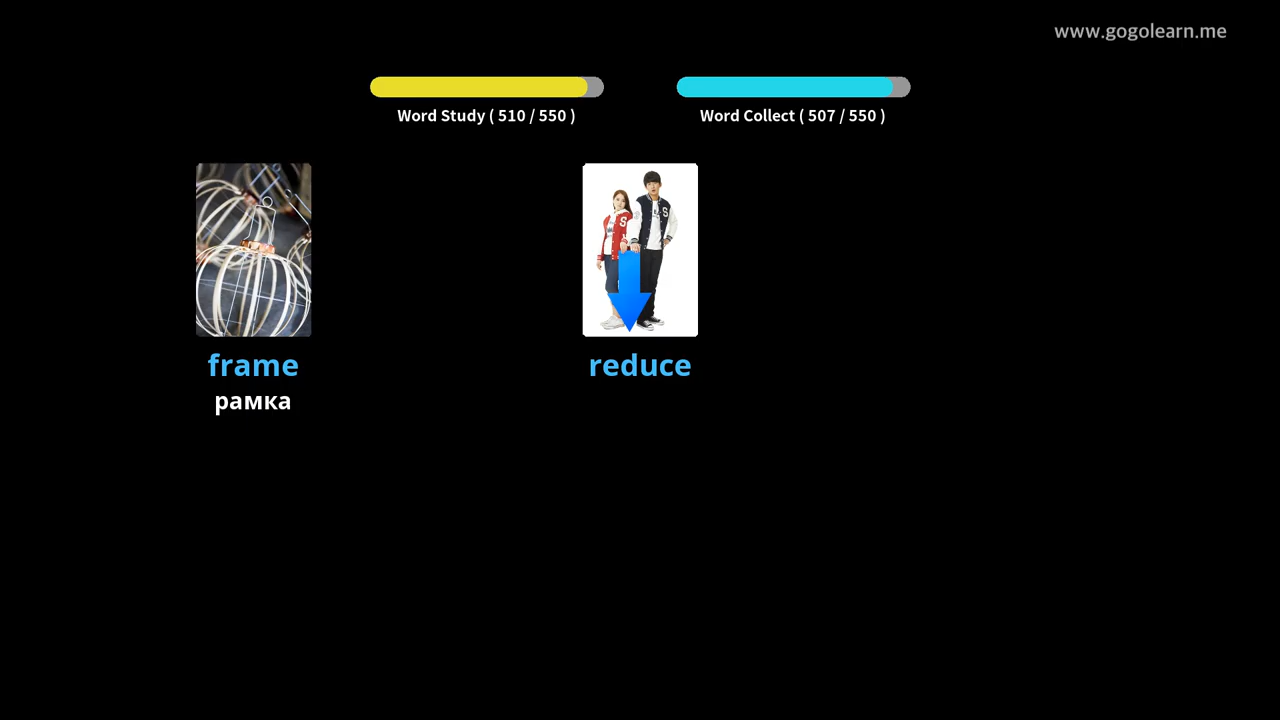 www.gogolearn.me
Word Study ( 510 / 550 )
Word Collect ( 507 / 550 )
S
S
frame
reduce
рамка